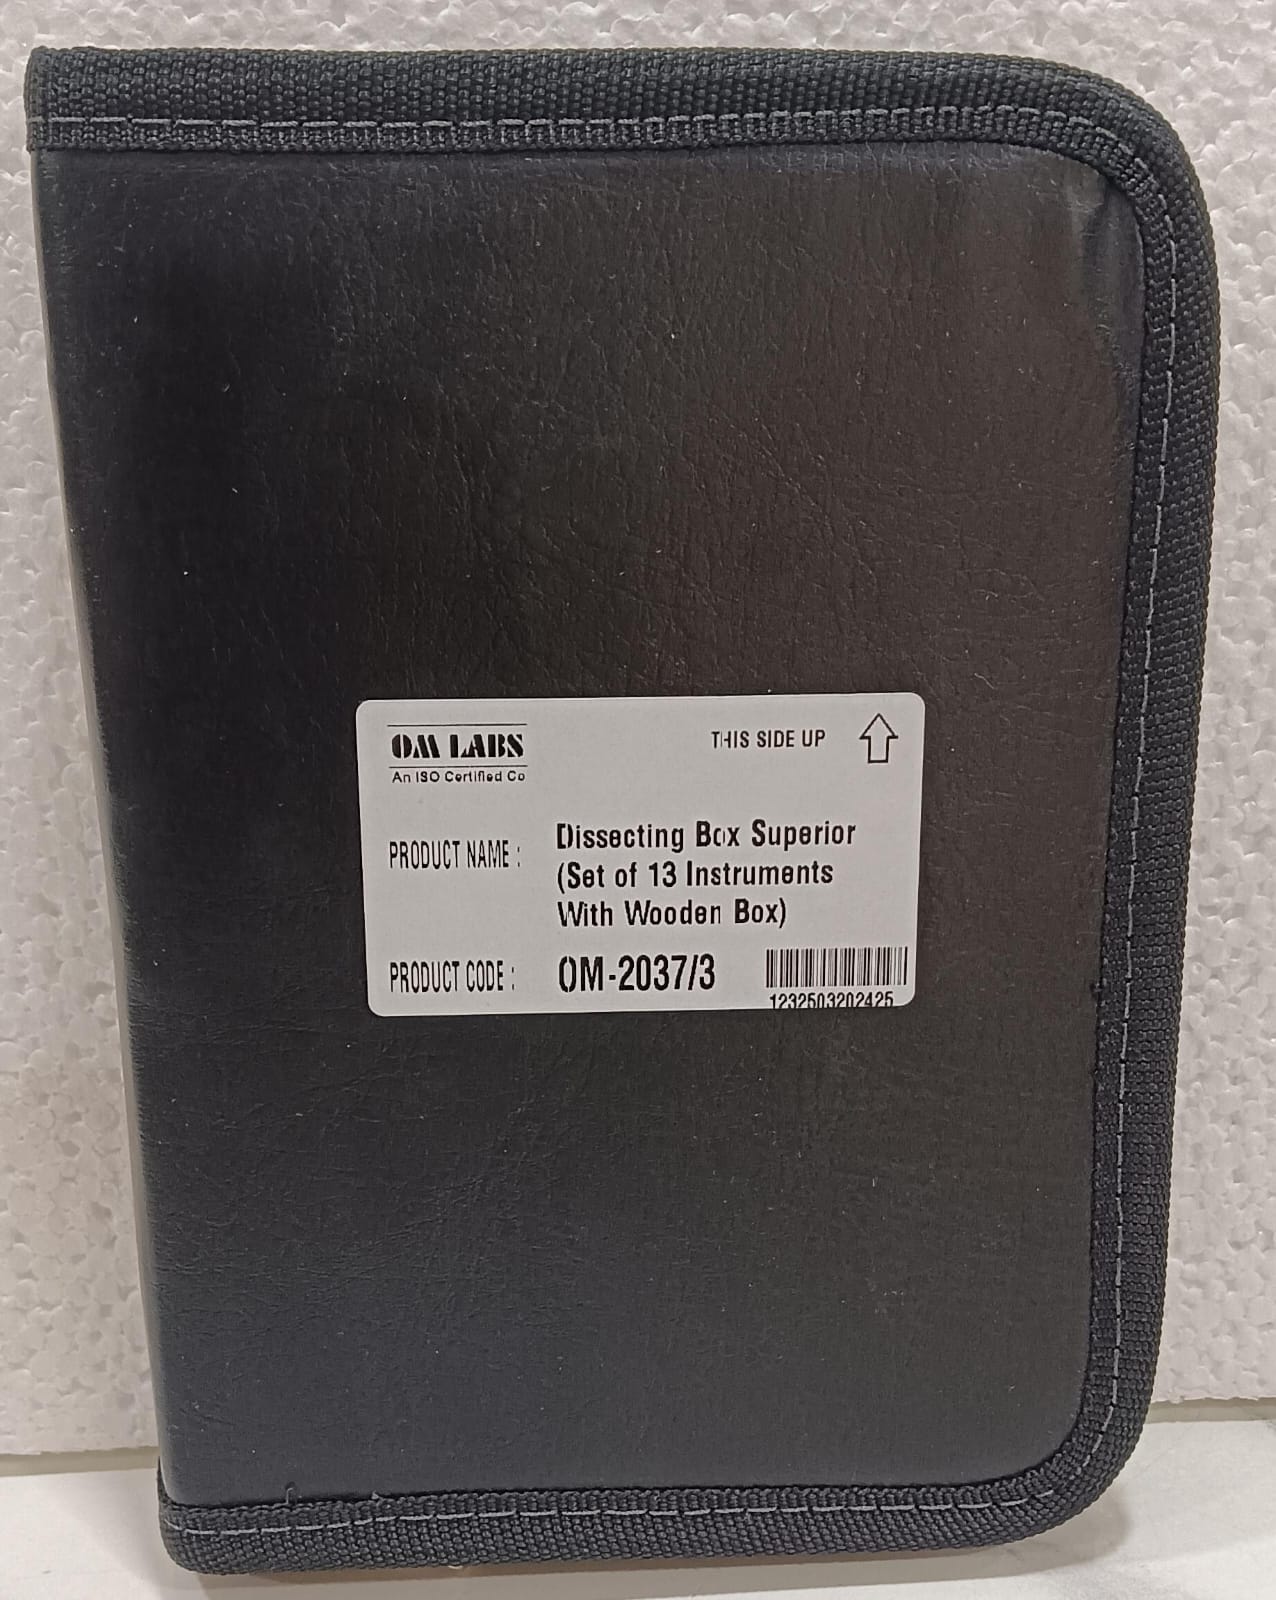 OM LABS
An ISO Certified Co
THIS SIDE UP
PRODUCT NAME :
Dissecting Box Superior
(Set of 13 Instruments
With Wooden Box)
PRODUCT CODE :
OM-2037/3
1232503202425